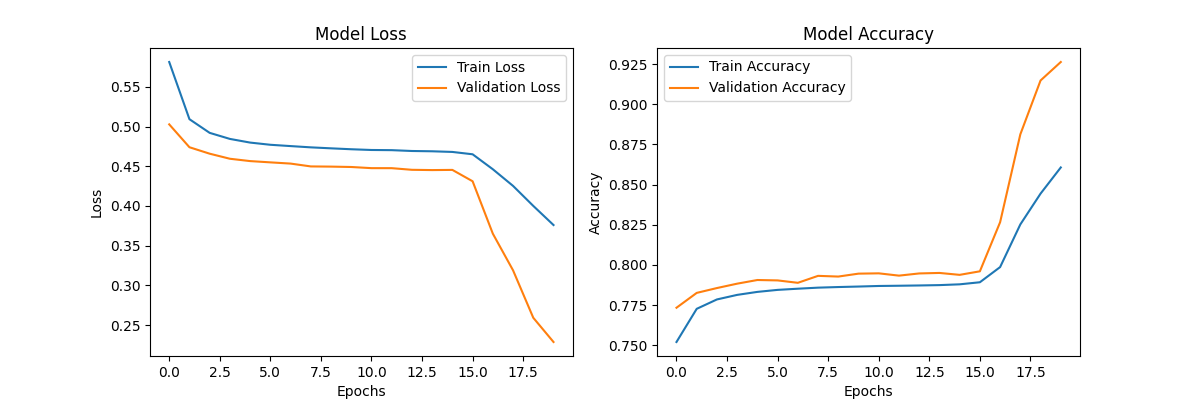 Model Loss
Train Loss
Validation Loss
0.55
0.50
0.45
0.40
0.35
0.30
0.25
Loss
0.0 2.5 5.0 7.5 10.0 12.5 15.0 17.5
Epochs
Model Accuracy
Train Accuracy
Validation Accuracy
0.925
0.900
0.875
0.850
0.825
0.800
0.775
0.750
Accuracy
0.0 2.5 5.0 7.5 10.0 12.5 15.0 17.5
Epochs